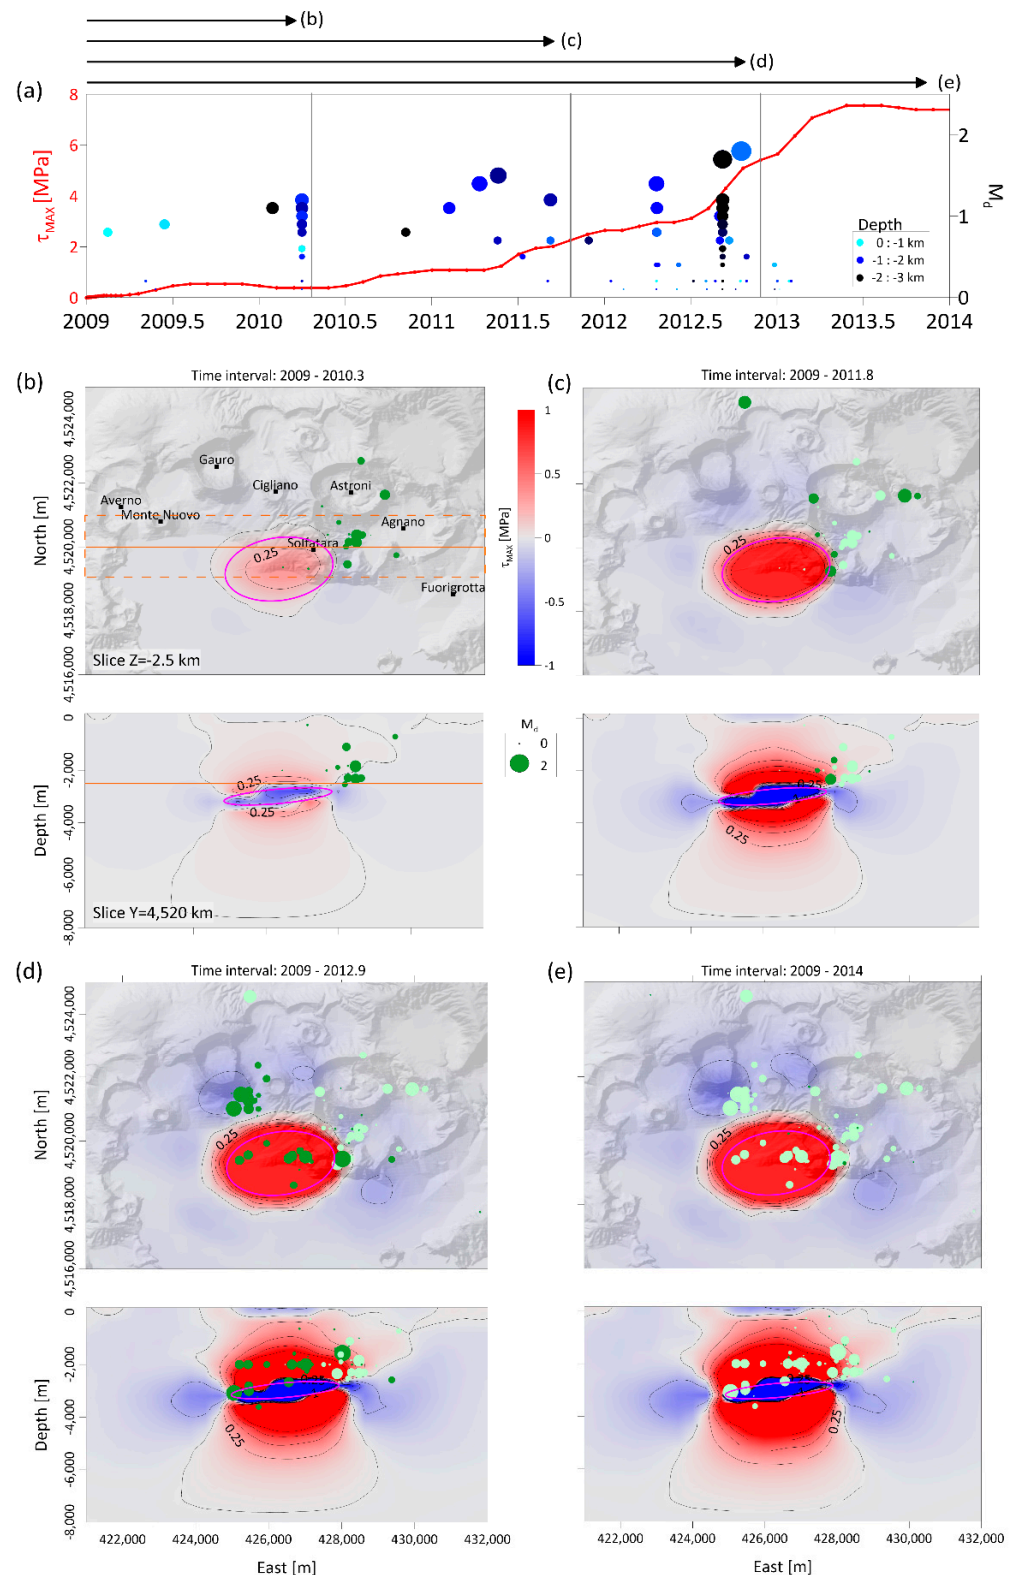 (b)
(c)
(d)
(e)
(a)
τMAX [MPa]
8
6
4
2
0
2
1
0
Md
Depth
0 : -1 km
-1 : -2 km
-2 : -3 km
2009 2009.5 2010 2010.5 2011 2011.5 2012 2012.5 2013 2013.5 2014
(b)
Time interval: 2009 - 2010.3
North [m]
4,524,000
4,522,000
4,520,000
4,518,000
4,516,000
Gauro
Cigliano
Astroni
Averno
Monte Nuovo
Agnano
Solfatara
0.25
Fuorigrotta
Slice Z=-2.5 km
1
0.5
0
-0.5
-1
τMAX [MPa]
(c)
Time interval: 2009 - 2011.8
0.25
Depth [m]
0
-2,000
-4,000
-6,000
-8,000
0.25
0.25
Slice Y=4,520 km
Md
0
2
0.25
(d)
Time interval: 2009 - 2012.9
North [m]
4,524,000
4,522,000
4,520,000
4,518,000
4,516,000
0.25
(e)
Time interval: 2009 - 2014
0.25
Depth [m]
0
-2,000
-4,000
-6,000
-8,000
0.25
422,000 424,000 426,000 428,000 430,000 432,000
East [m]
0.25
422,000 424,000 426,000 428,000 430,000 432,000
East [m]